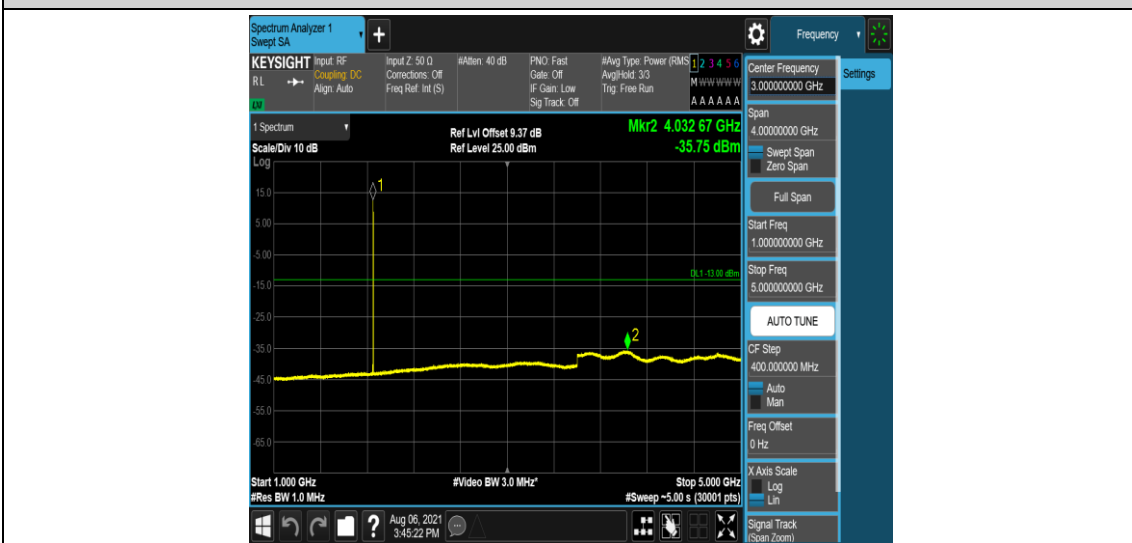 Spectrum Analyzer 1
Swept SA
+
Frequency
KEYSIGHT
RL
LXI
Input: RF
Coupling: DC
Align: Auto
Input Z: 50 Ω
Corrections: Off
Freq Ref: Int (S)
#Atten: 40 dB
PNO: Fast
Gate: Off
IF Gain: Low
Sig Track: Off
#Avg Type: Power (RMS
Avg|Hold: 3/3
Trig: Free Run
1 2 3 4 5 6
M W W W W W
A A A A A A
1 Spectrum
Scale/Div 10 dB
Ref Lvl Offset 9.37 dB
Ref Level 25.00 dBm
Mkr2 4.032 67 GHz
-35.75 dBm
Log
15.0
5.00
-5.00
-15.0
-25.0
-35.0
-45.0
-55.0
-65.0
1
DL1 -13.00 dBm
2
Start 1.000 GHz
#Res BW 1.0 MHz
#Video BW 3.0 MHz*
Stop 5.000 GHz
#Sweep ~5.00 s (30001 pts)
?
Aug 06, 2021
3:45:22 PM
Center Frequency
3.000000000 GHz
Settings
Span
4.00000000 GHz
Swept Span
Zero Span
Full Span
Start Freq
1.000000000 GHz
Stop Freq
5.000000000 GHz
AUTO TUNE
CF Step
400.000000 MHz
Auto
Man
Freq Offset
0 Hz
X Axis Scale
Log
Lin
Signal Track
(Span Zoom)